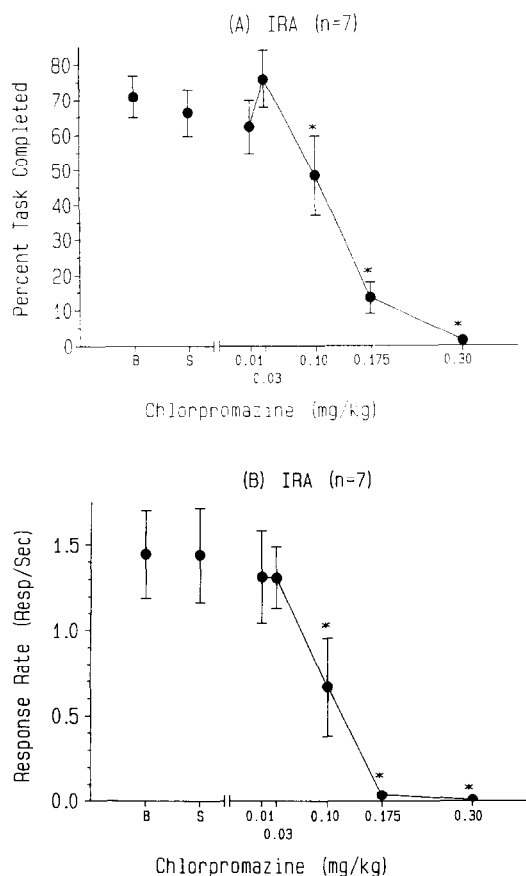 (A) IRA (n=7)
Percent Task Completed
80
70
60
50
40
30
20
10
0
*
*
*
B S 0.01 0.10 0.175 0.30
0.03
Chlorpromazine (mg/kg)
(B) IRA (n=7)
Response Rate (Resp/Sec)
1.5
1.0
0.5
0.0
*
*
*
B S 0.01 0.10 0.175 0.30
0.03
Chlorpromazine (mg/kg)